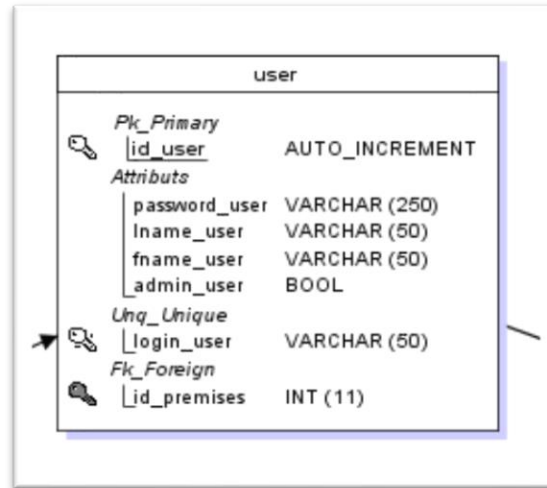 user
Pk_Primary
id_user AUTO_INCREMENT
Attributs
password_user VARCHAR (250)
lname_user VARCHAR (50)
fname_user VARCHAR (50)
admin_user BOOL
Unq_Unique
login_user VARCHAR (50)
Fk_Foreign
id_premises INT (11)